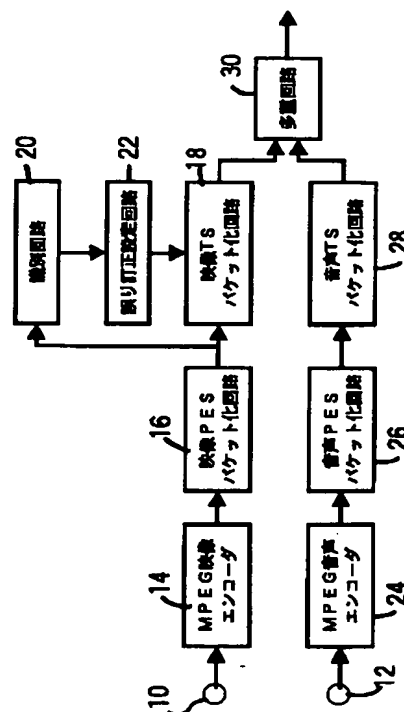 10
14
MPEG映像
エンコーダ
16
映像PES
パケット化回路
20
識別回路
22
誤り訂正設定回路
18
映像TS
パケット化回路
30
多重回路
12
24
MPEG音声
エンコーダ
26
音声PES
パケット化回路
28
音声TS
パケット化回路